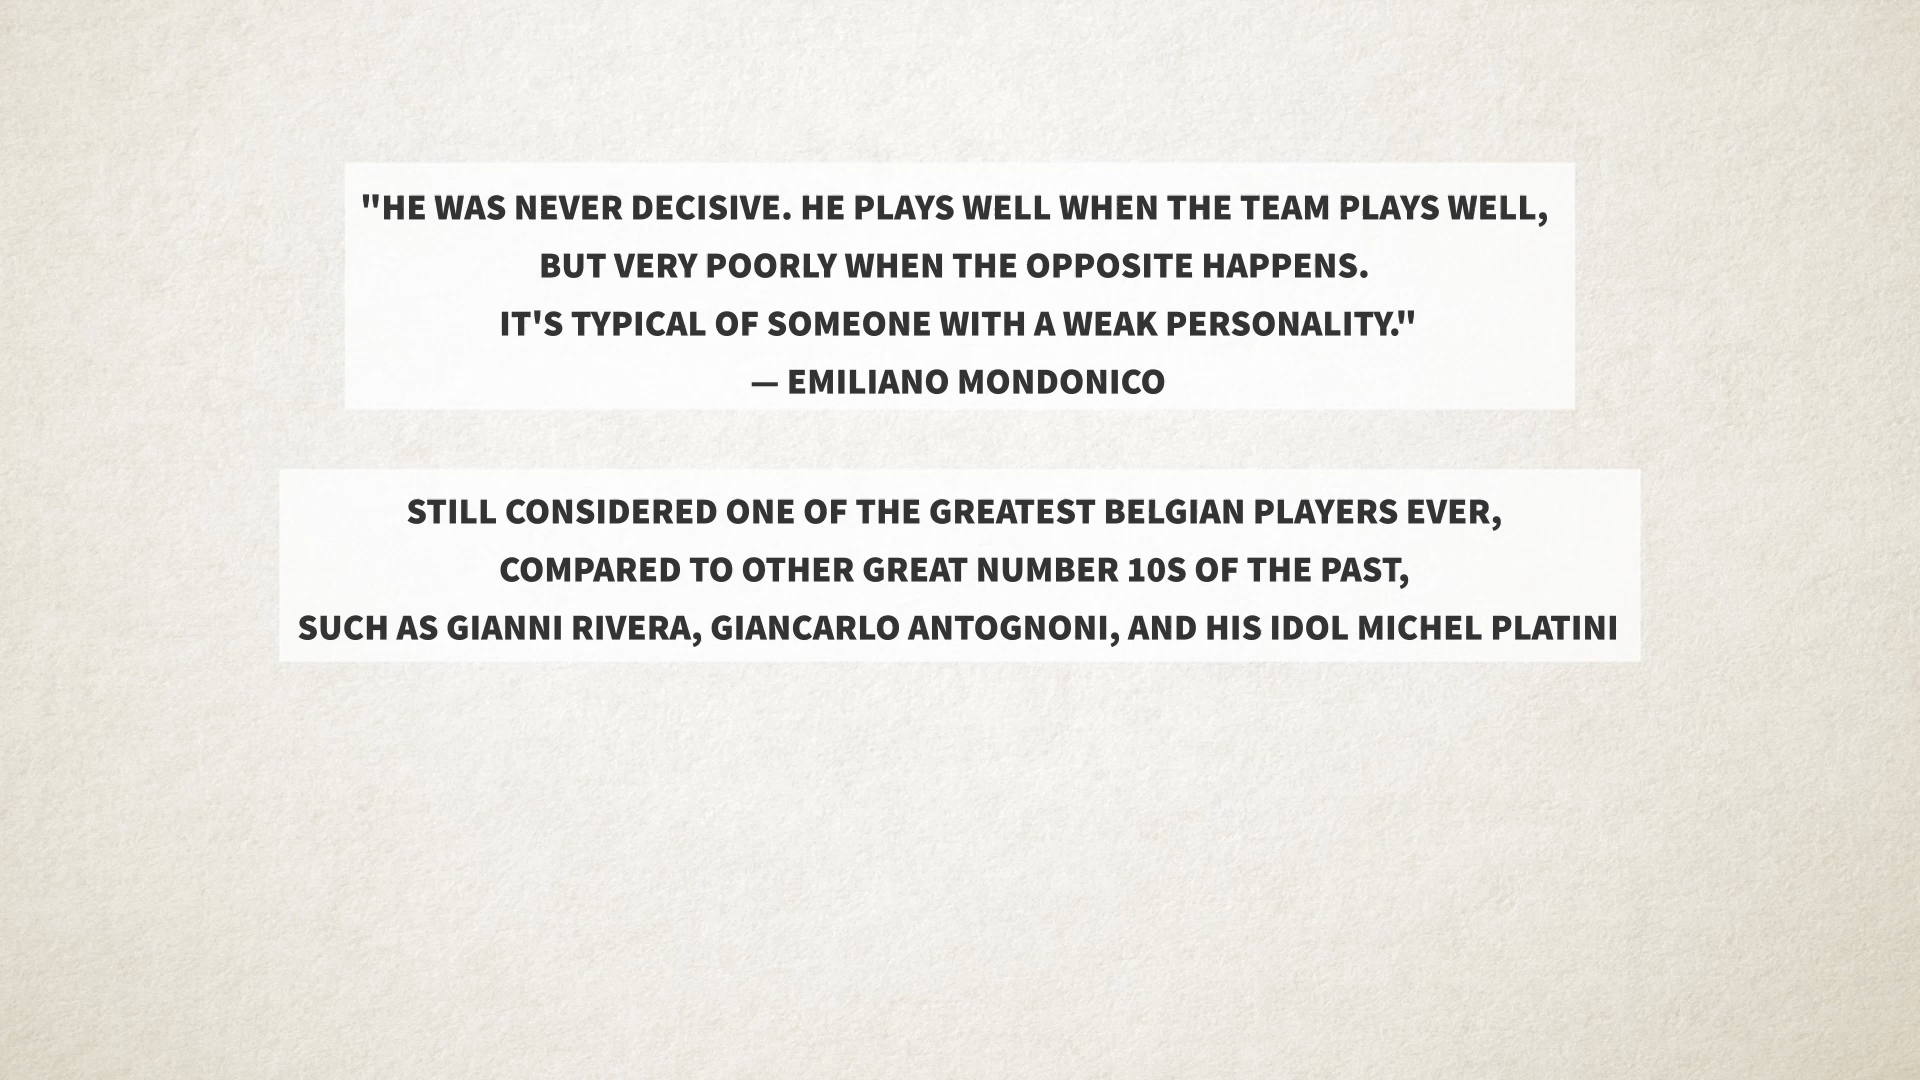 "HE WAS NEVER DECISIVE. HE PLAYS WELL WHEN THE TEAM PLAYS WELL,
BUT VERY POORLY WHEN THE OPPOSITE HAPPENS.
IT'S TYPICAL OF SOMEONE WITH A WEAK PERSONALITY."
— EMILIANO MONDONICO
STILL CONSIDERED ONE OF THE GREATEST BELGIAN PLAYERS EVER,
COMPARED TO OTHER GREAT NUMBER 10S OF THE PAST,
SUCH AS GIANNI RIVERA, GIANCARLO ANTOGNONI, AND HIS IDOL MICHEL PLATINI